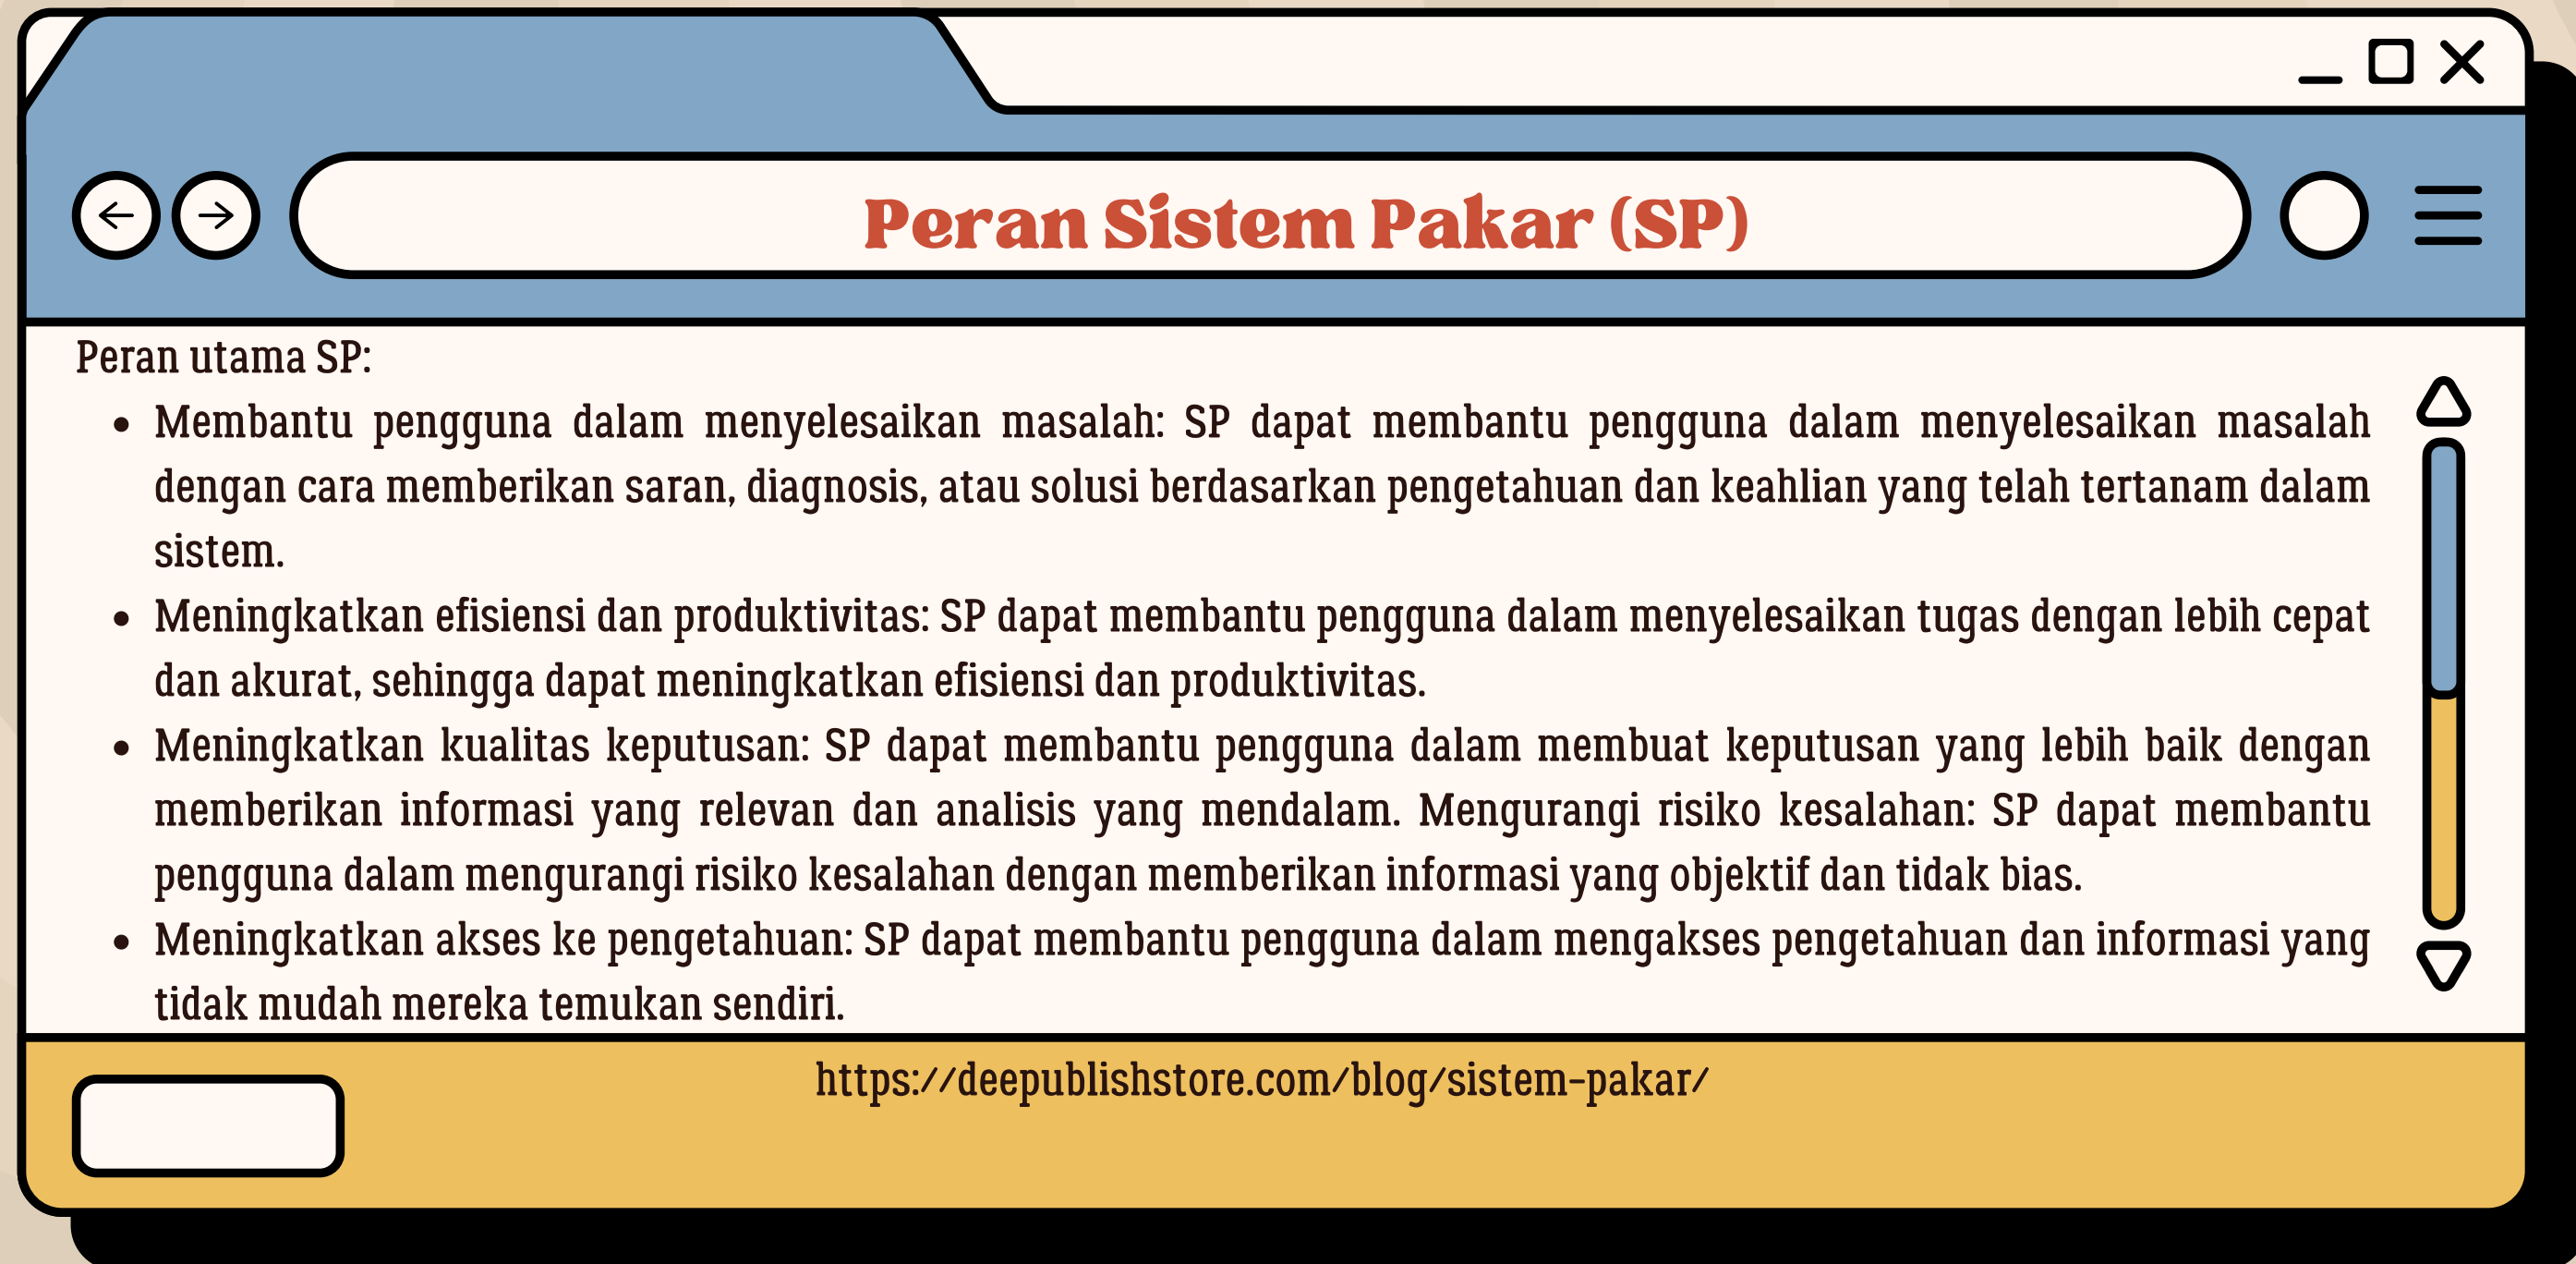 Peran Sistem Pakar (SP)
Peran utama SP:
• Membantu pengguna dalam menyelesaikan masalah: SP dapat membantu pengguna dalam menyelesaikan masalah
dengan cara memberikan saran, diagnosis, atau solusi berdasarkan pengetahuan dan keahlian yang telah tertanam dalam
sistem.
• Meningkatkan efisiensi dan produktivitas: SP dapat membantu pengguna dalam menyelesaikan tugas dengan lebih cepat
dan akurat, sehingga dapat meningkatkan efisiensi dan produktivitas.
• Meningkatkan kualitas keputusan: SP dapat membantu pengguna dalam membuat keputusan yang lebih baik dengan
memberikan informasi yang relevan dan analisis yang mendalam. Mengurangi risiko kesalahan: SP dapat membantu
pengguna dalam mengurangi risiko kesalahan dengan memberikan informasi yang objektif dan tidak bias.
• Meningkatkan akses ke pengetahuan: SP dapat membantu pengguna dalam mengakses pengetahuan dan informasi yang
tidak mudah mereka temukan sendiri.
https://deepublishstore.com/blog/sistem-pakar/